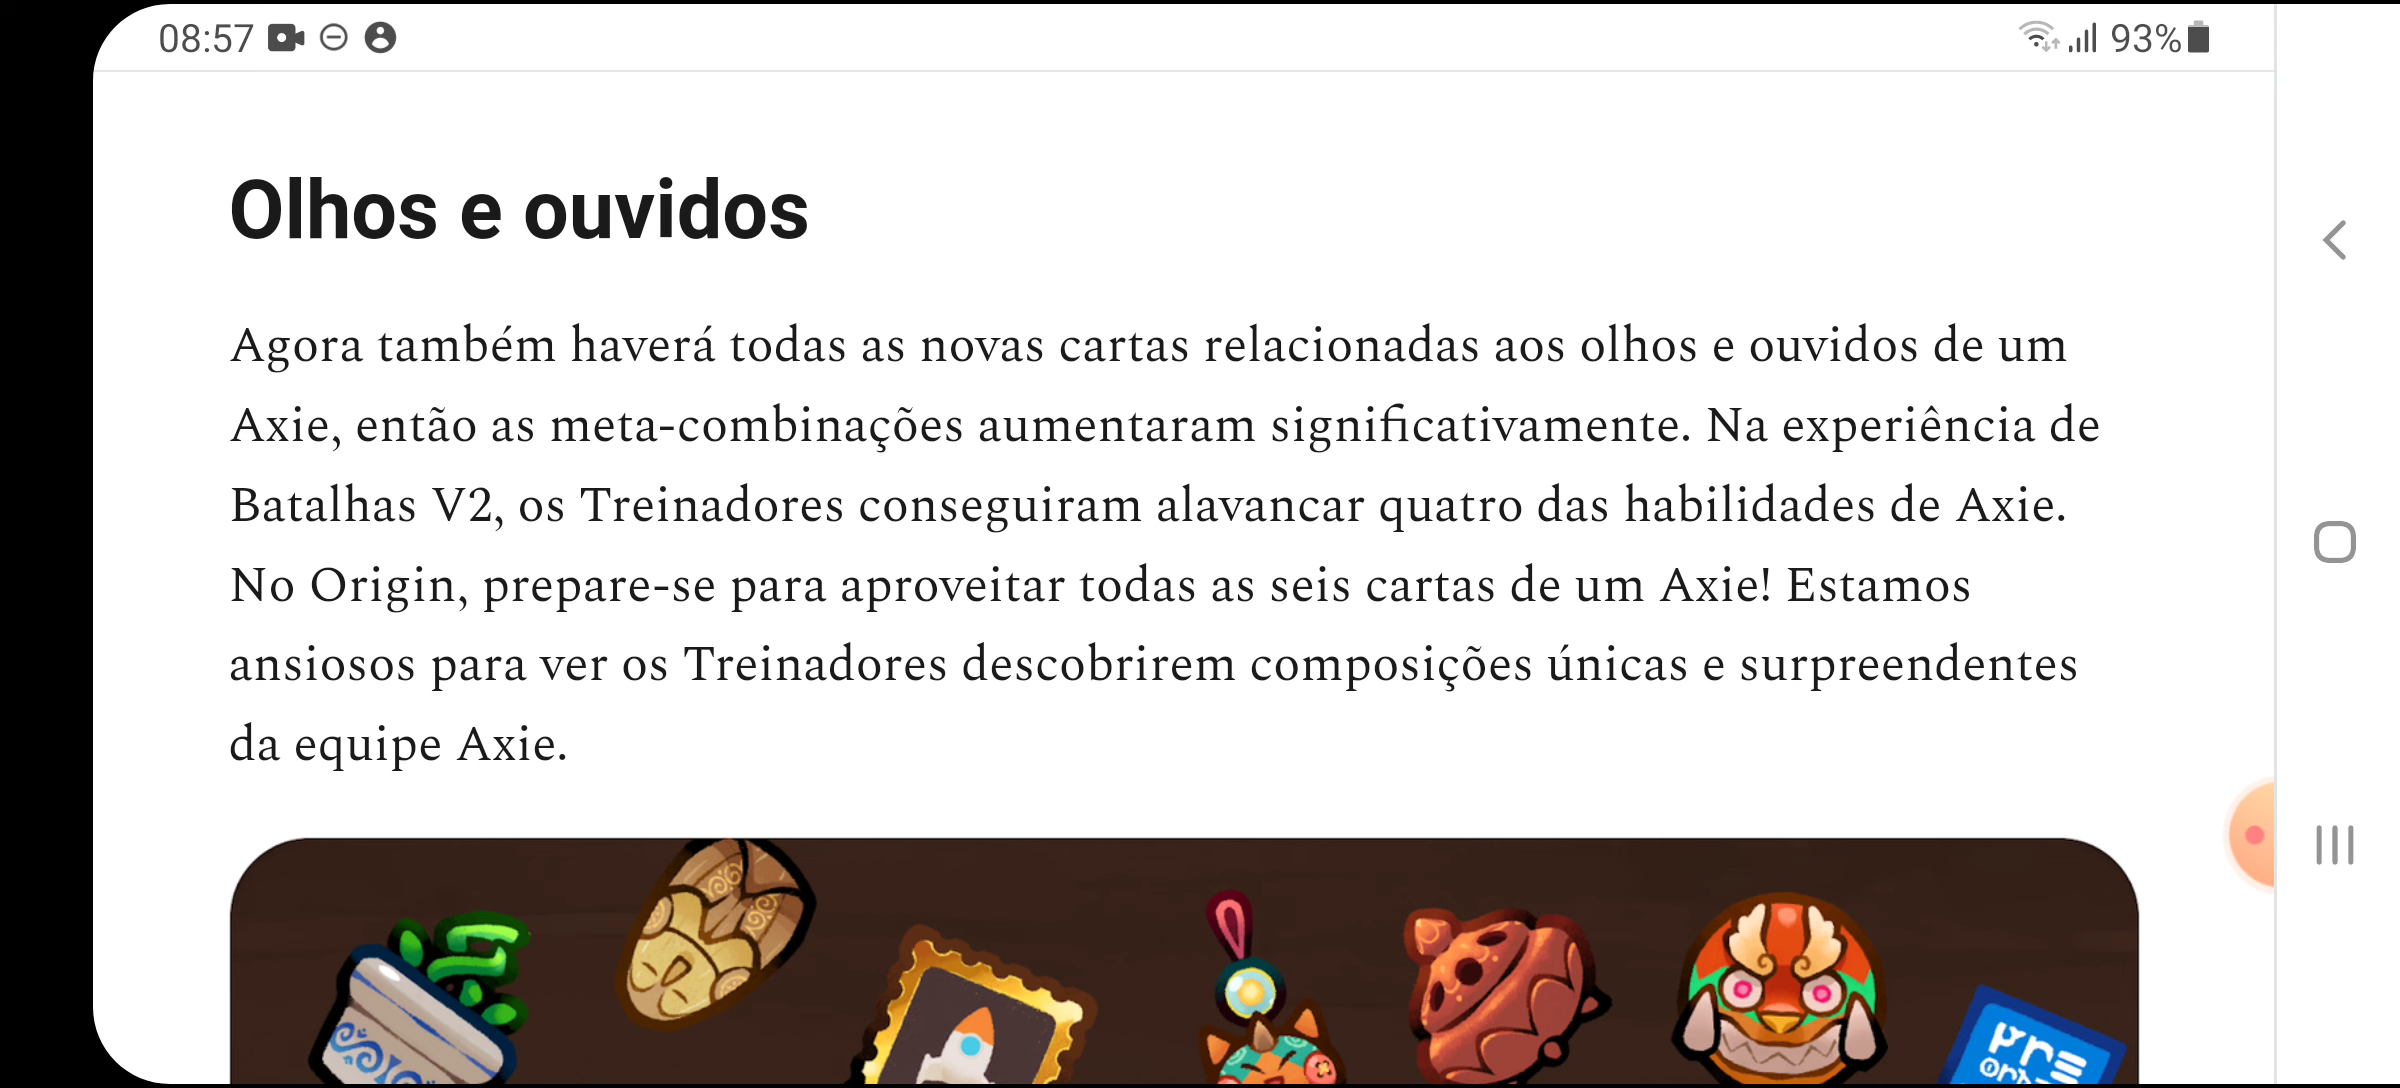 08:57
93%
Olhos e ouvidos
Agora também haverá todas as novas cartas relacionadas aos olhos e ouvidos de um
Axie, então as meta-combinações aumentaram significativamente. Na experiência de
Batalhas V2, os Treinadores conseguiram alavancar quatro das habilidades de Axie.
No Origin, prepare-se para aproveitar todas as seis cartas de um Axie! Estamos
ansiosos para ver os Treinadores descobrirem composições únicas e surpreendentes
da equipe Axie.